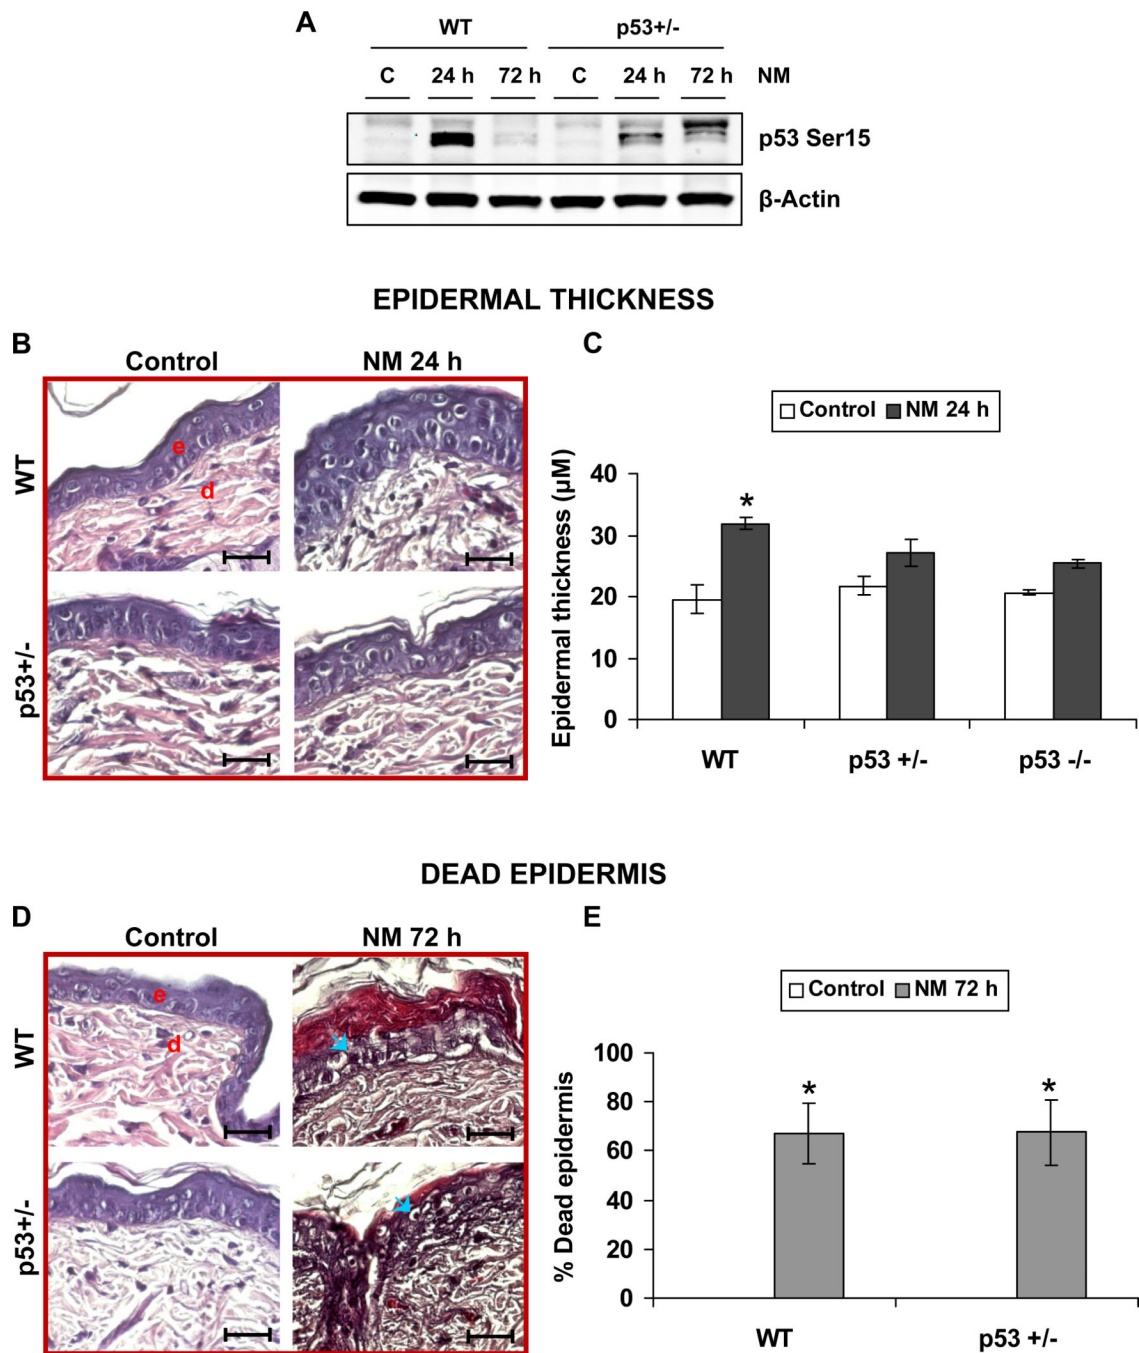 A
WT p53+/-
C 24 h 72 h C 24 h 72 h NM
p53 Ser15
β-Actin
EPIDERMAL THICKNESS
B
Control NM 24 h
WT
e
d
p53+/-
C
Control NM 24 h
Epidermal thickness (μM)
40
30
20
10
0
*
WT p53 +/- p53 -/-
DEAD EPIDERMIS
D
Control NM 72 h
WT
e
d
p53+/-
E
Control NM 72 h
% Dead epidermis
100
80
60
40
20
0
* *
WT p53 +/-